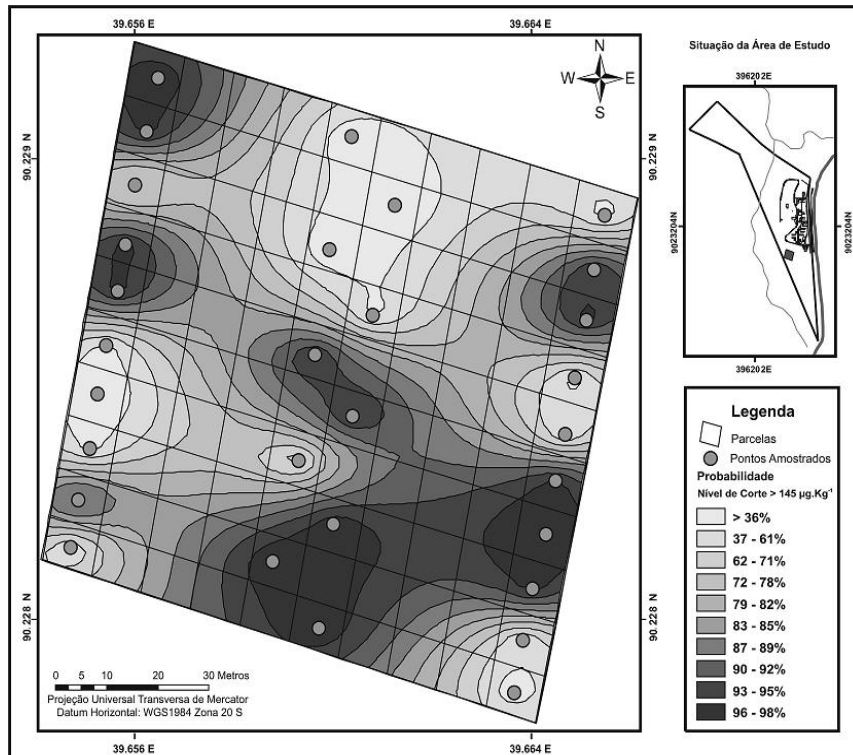 39.656 E
39.664 E
90.229 N
90.229 N
N
W
E
S
90.228 N
90.228 N
0 5 10 20 30 Metros
Projeção Universal Transversa de Mercator
Datum Horizontal: WGS1984 Zona 20 S
39.656 E
39.664 E
Situação da Área de Estudo
396202E
9023204N
9023204N
396202E
Legenda
Parcelas
Pontos Amostrados
Probabilidade
Nível de Corte > 145 µg.Kg-¹
> 36%
37 - 61%
62 - 71%
72 - 78%
79 - 82%
83 - 85%
87 - 89%
90 - 92%
93 - 95%
96 - 98%